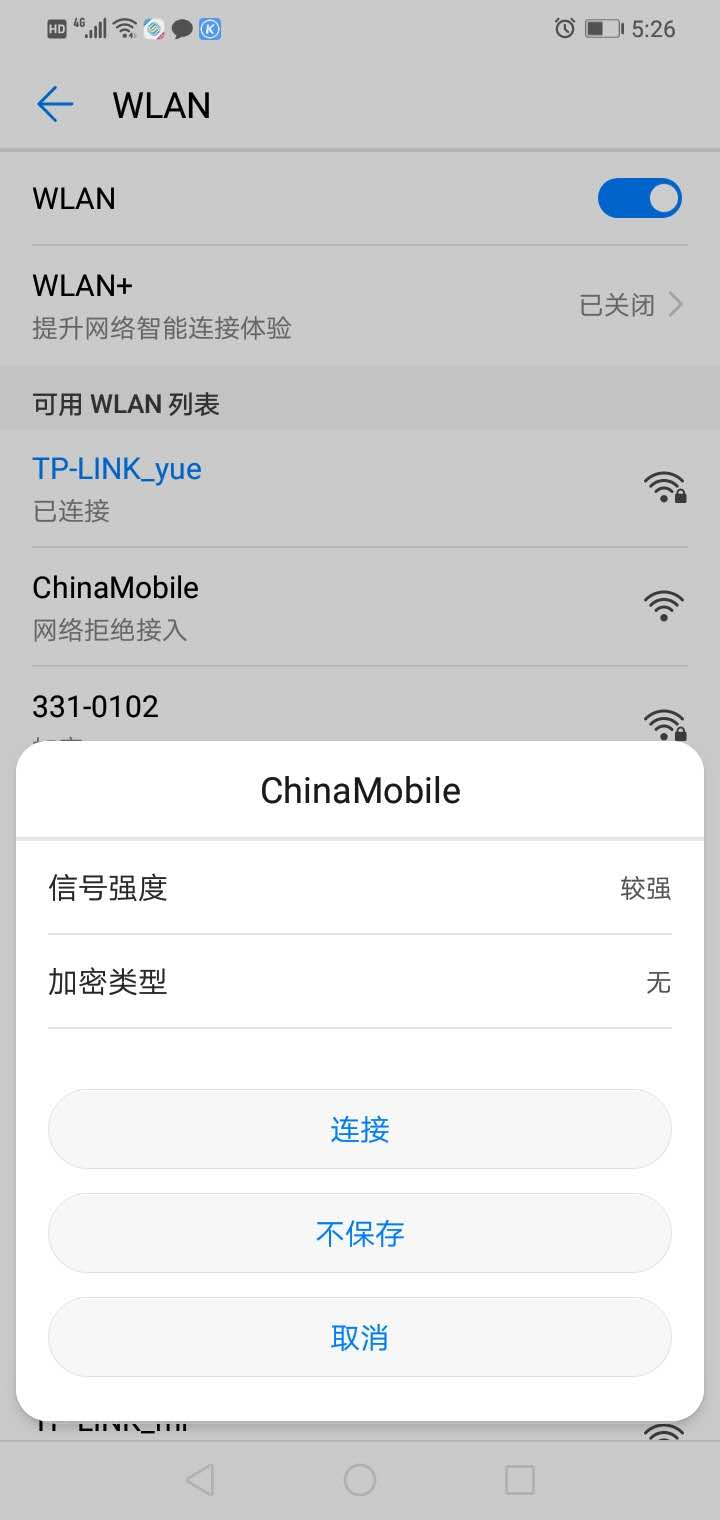 HD 4G 5:26
WLAN
WLAN
WLAN+
提升网络智能连接体验
已关闭
可用 WLAN 列表
TP-LINK_yue
已连接
ChinaMobile
网络拒绝接入
331-0102
ChinaMobile
信号强度
较强
加密类型
无
连接
不保存
取消